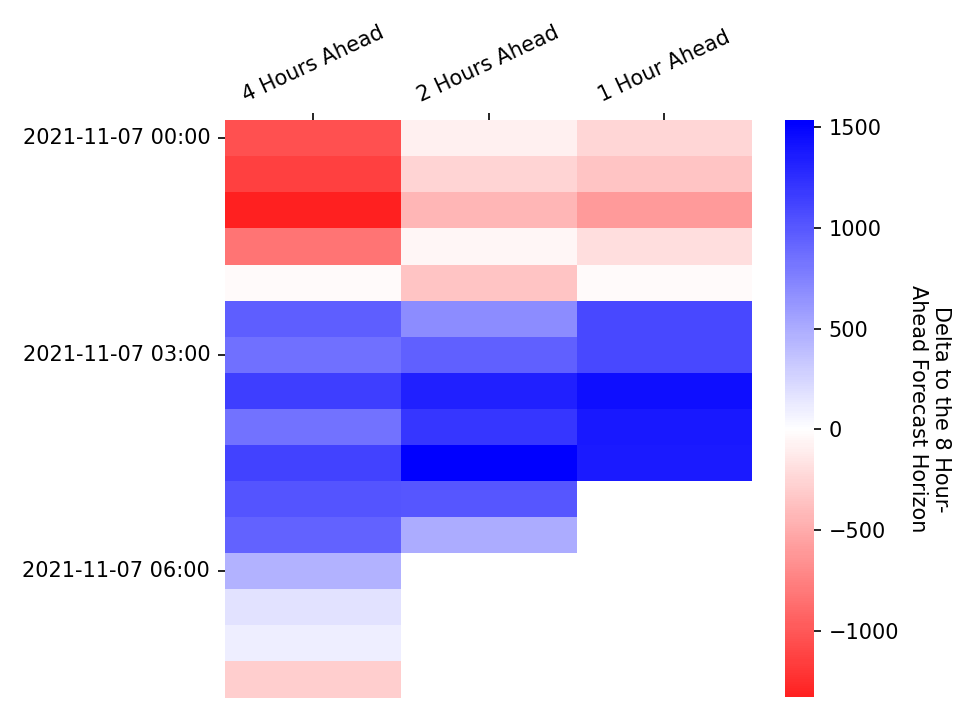 4 Hours Ahead
2 Hours Ahead
1 Hour Ahead
2021-11-07 00:00
2021-11-07 03:00
2021-11-07 06:00
1500
1000
500
0
−500
−1000
Delta to the 8 Hour-
Ahead Forecast Horizon